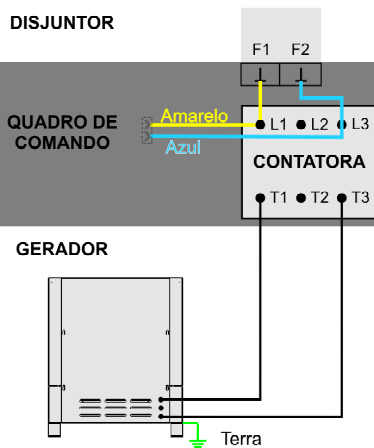 DISJUNTOR
F1 F2
QUADRO DE
COMANDO
Amarelo
Azul
L1 L2 L3
CONTATORA
T1 T2 T3
GERADOR
Terra